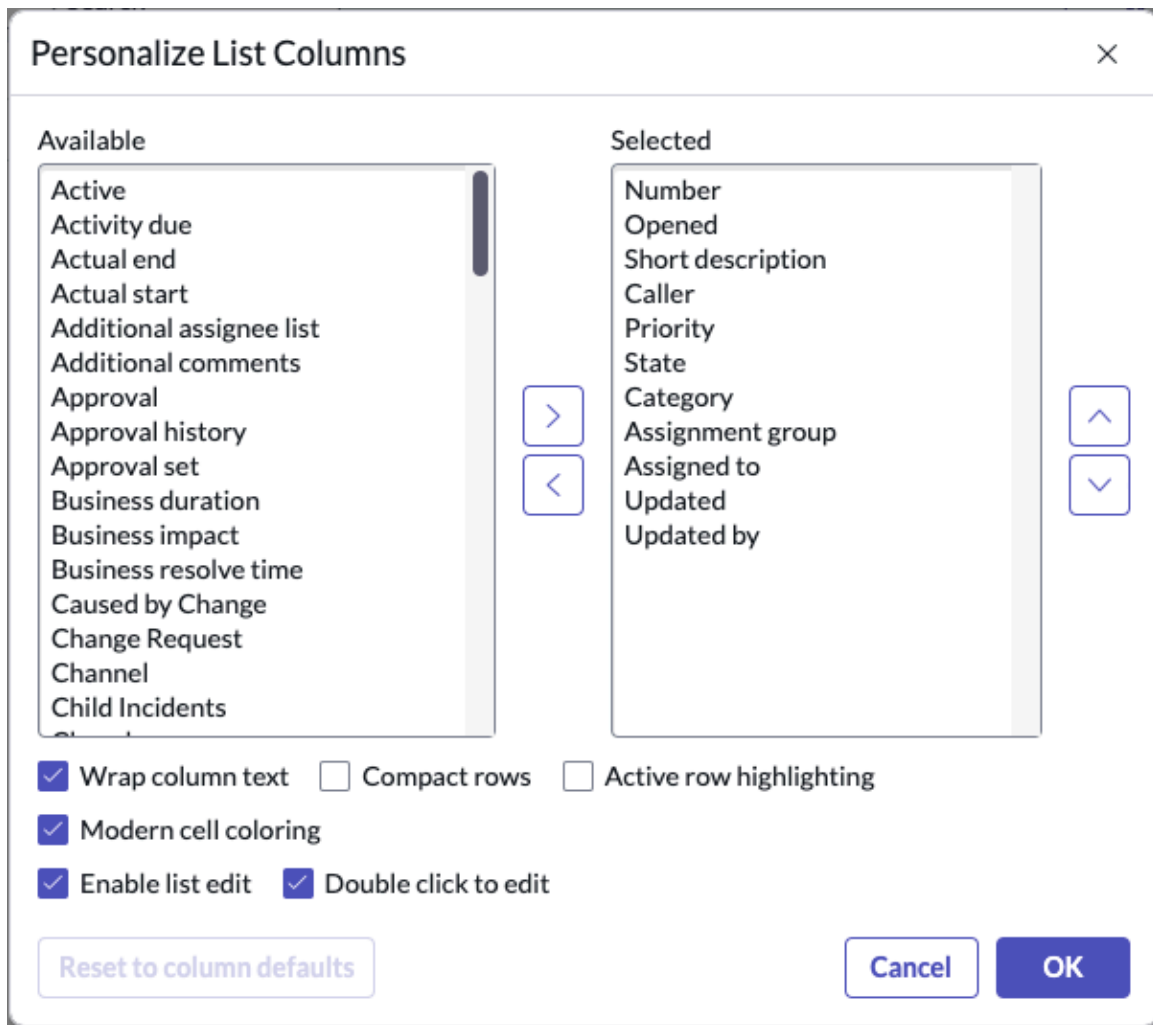 Personalize List Columns
Available
Active
Activity due
Actual end
Actual start
Additional assignee list
Additional comments
Approval
Approval history
Approval set
Business duration
Business impact
Business resolve time
Caused by Change
Change Request
Channel
Child Incidents
Selected
Number
Opened
Short description
Caller
Priority
State
Category
Assignment group
Assigned to
Updated
Updated by
Wrap column text Compact rows Active row highlighting
Modern cell coloring
Enable list edit Double click to edit
Reset to column defaults Cancel OK